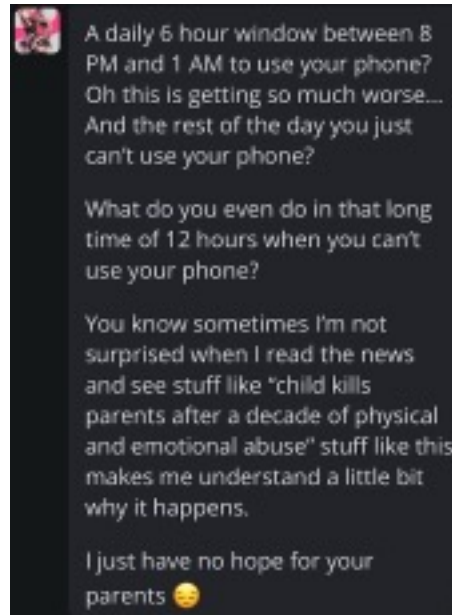 A daily 6 hour window between 8
PM and 1 AM to use your phone?
Oh this is getting so much worse...
And the rest of the day you just
can't use your phone?
What do you even do in that long
time of 12 hours when you can't
use your phone?
You know sometimes I'm not
surprised when I read the news
and see stuff like "child kills
parents after a decade of physical
and emotional abuse" stuff like this
makes me understand a little bit
why it happens.
I just have no hope for your
parents 😔